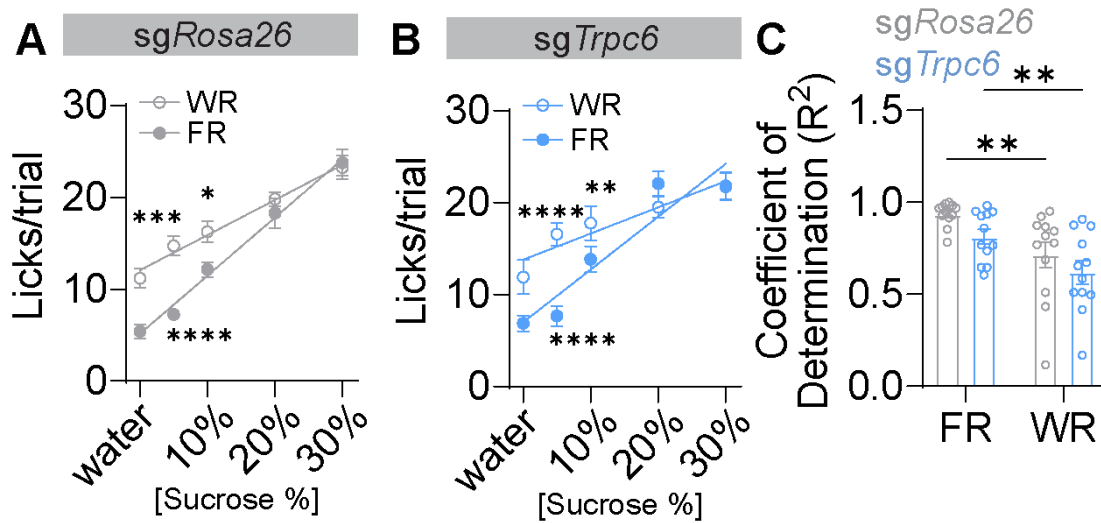 A
sgRosa26
WR
FR
Licks/trial
30
20
10
0
***
*
****
water
10%
20%
30%
[Sucrose %]
B
sgTrpc6
WR
FR
Licks/trial
30
20
10
0
****
**
****
water
10%
20%
30%
[Sucrose %]
C
sgRosa26
sgTrpc6
Coefficient of
Determination (R²)
1.5
1.0
0.5
0.0
**
**
FR
WR